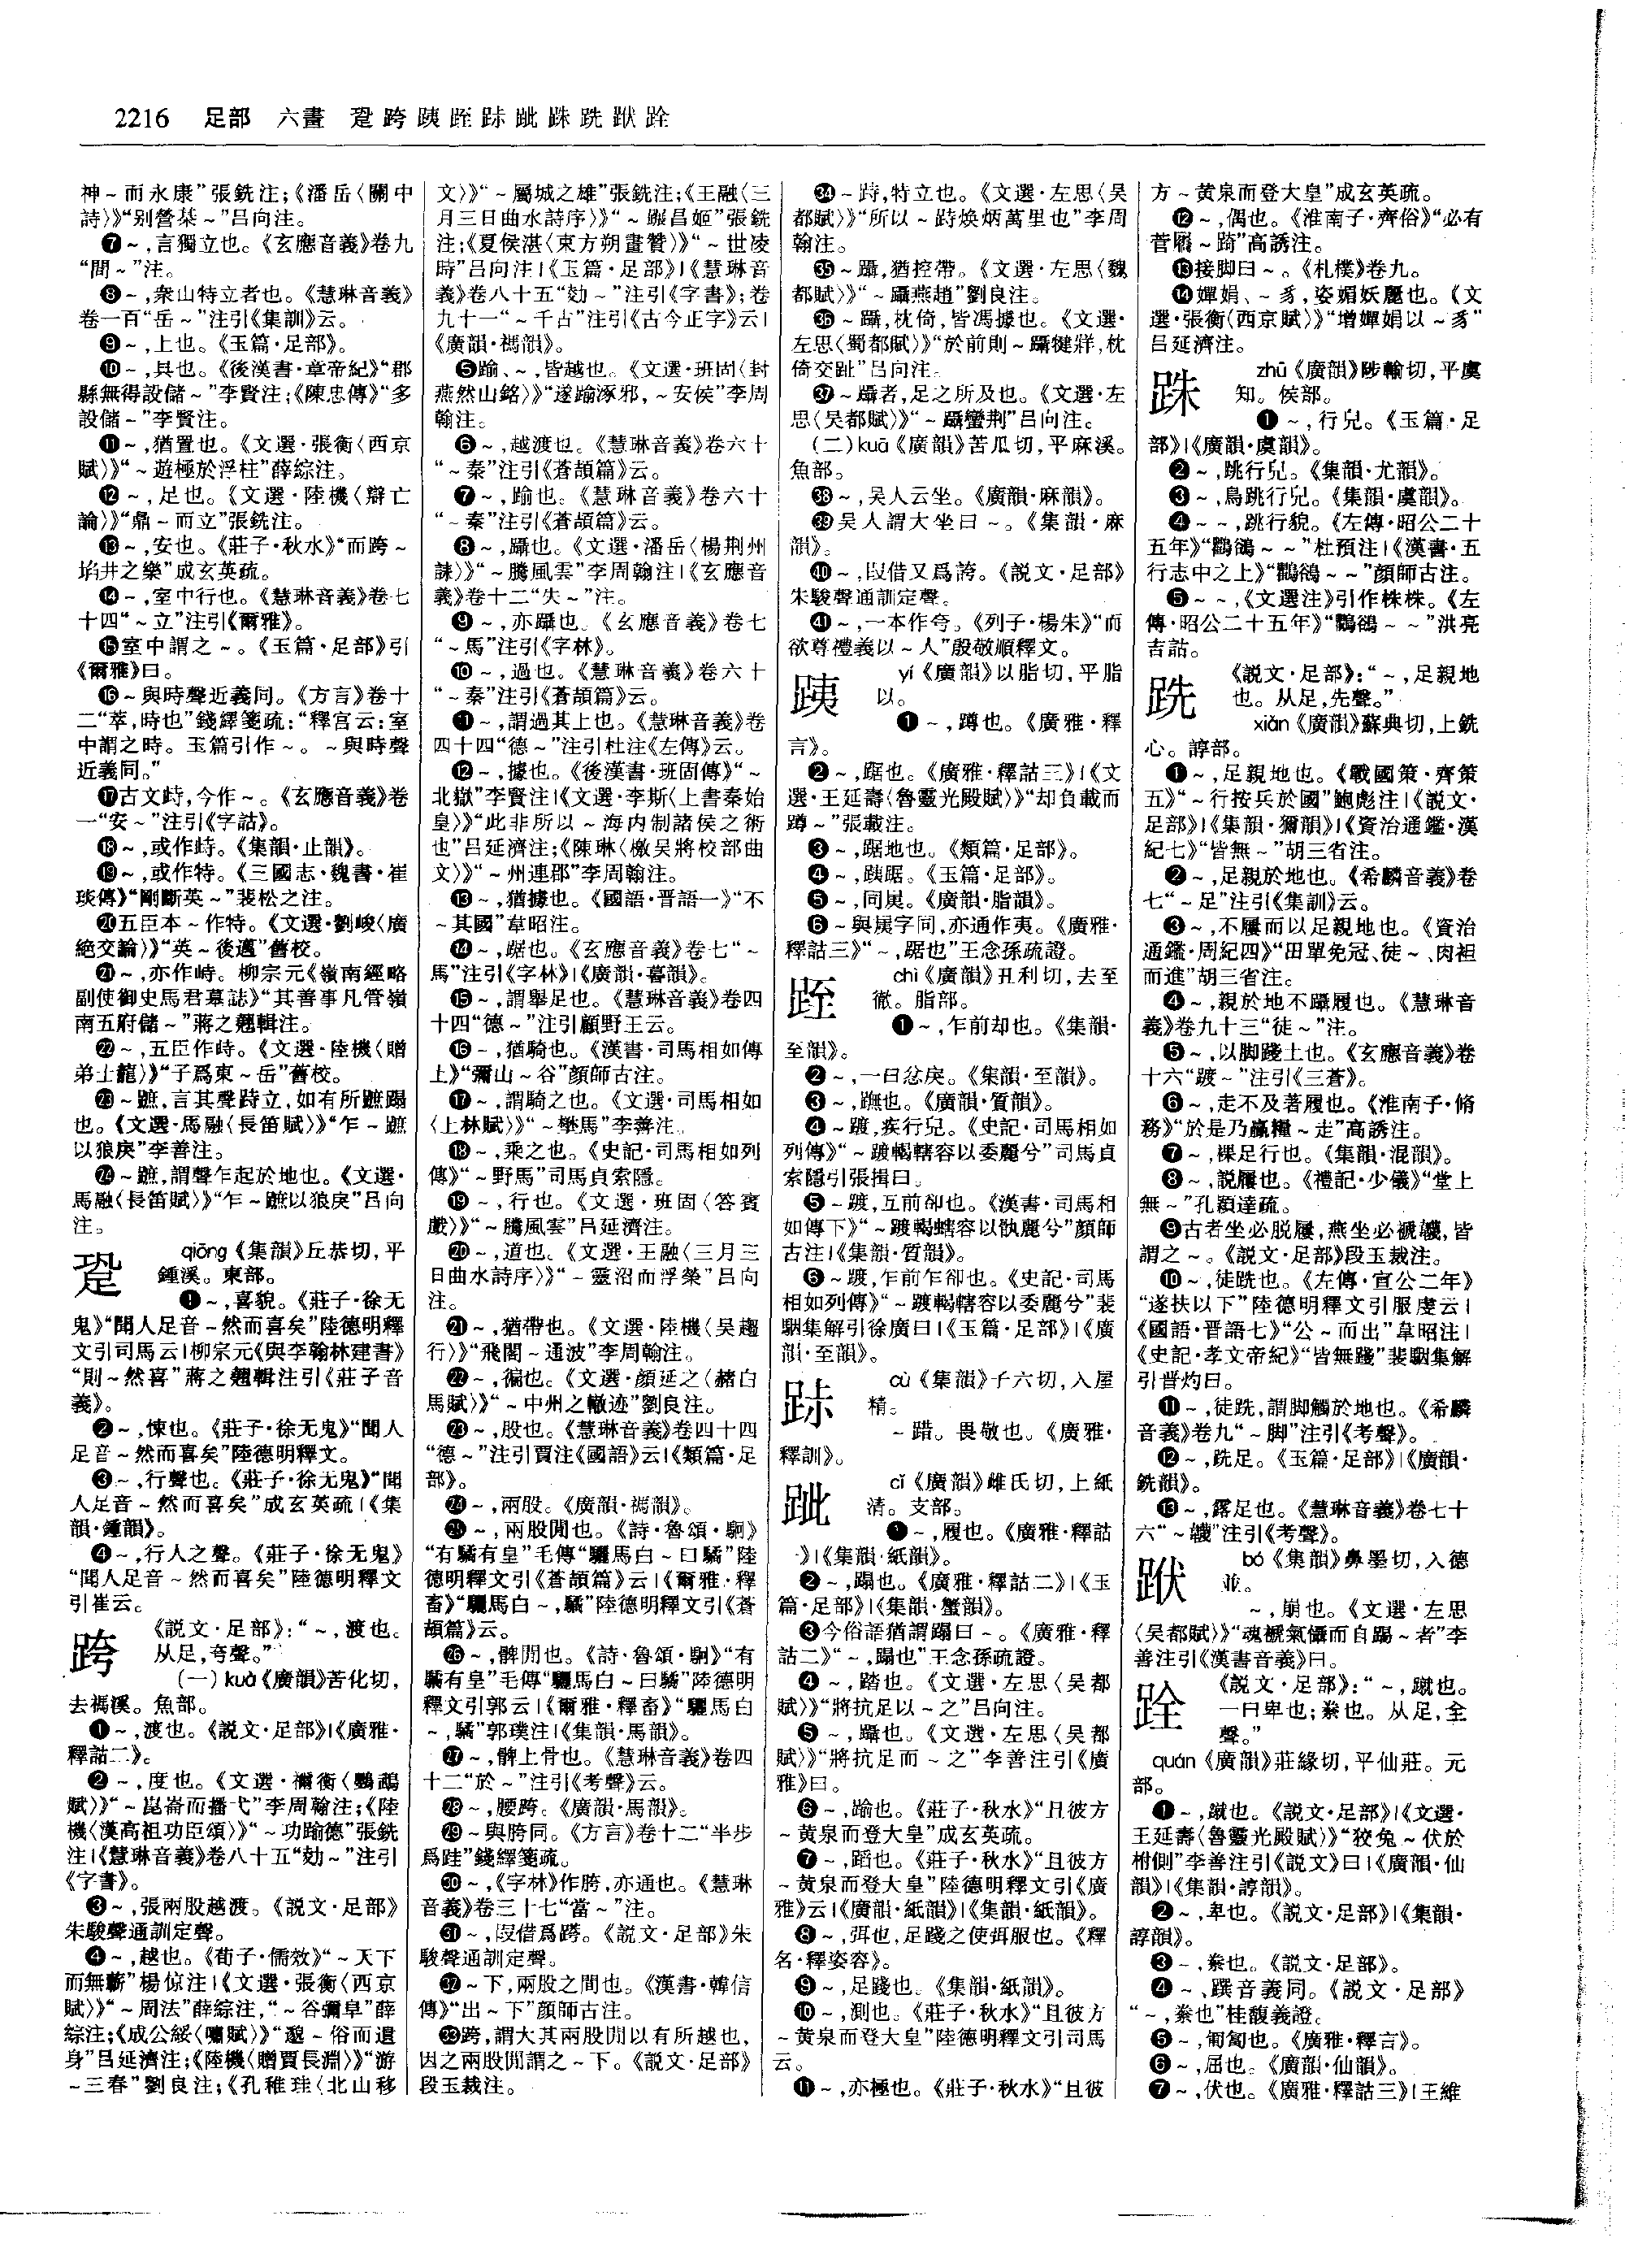 2216 足部 六畫 跫跨跠跮踤跐跦跣䟛跧
神～而永康”張銑注；《潘岳〈關中
詩〉》“別營棊～”呂向注。
❼～，言獨立也。《玄應音義》卷九
“閒～”注。
❽～，衆山特立者也。《慧琳音義》
卷一百“岳～”注引《集訓》云。
❾～，上也。《玉篇·足部》。
❿～，具也。《後漢書·章帝紀》“郡
縣無得設儲～”李賢注；《陳忠傳》“多
設儲～”李賢注。
⓫～，猶置也。《文選·張衡〈西京
賦〉》“～遊極於浮柱”薛綜注。
⓬～，足也。《文選·陸機〈辯亡
論〉》“鼎～而立”張銑注。
⓭～，安也。《莊子·秋水》“而跨～
埳井之樂”成玄英疏。
⓮～，室中行也。《慧琳音義》卷七
十四“～立”注引《爾雅》。
⓯室中謂之～。《玉篇·足部》引
《爾雅》曰。
⓰～與時聲近義同。《方言》卷十
二“萃，時也”錢繹箋疏：“釋宮云：室
中謂之時。玉篇引作～。～與時聲
近義同。”
⓱古文跱，今作～。《玄應音義》卷
一“安～”注引《字詁》。
⓲～，或作歭。《集韻·止韻》。
⓳～，或作特。《三國志·魏書·崔
琰傳》“剛斷英～”裴松之注。
⓴五臣本～作特。《文選·劉峻〈廣
絕交論〉》“英～後邁”舊校。
㉑～，亦作峙。柳宗元《嶺南經略
副使御史馬君墓誌》“其善事凡管嶺
南五府儲～”蔣之翹輯注。
㉒～，五臣作峙。《文選·陸機〈贈
弟士龍〉》“子爲東～岳”舊校。
㉓～蹠，言其聲跱立，如有所蹠蹋
也。《文選·馬融〈長笛賦〉》“乍～蹠
以狼戾”李善注。
㉔～蹠，謂聲乍起於地也。《文選·
馬融〈長笛賦〉》“乍～蹠以狼戾”呂向
注。
跫 qiōng《集韻》丘恭切，平
鍾溪。東部。
❶～，喜貌。《莊子·徐无
鬼》“聞人足音～然而喜矣”陸德明釋
文引司馬云|柳宗元《與李翰林建書》
“則～然喜”蔣之翹輯注引《莊子音
義》。
❷～，悚也。《莊子·徐无鬼》“聞人
足音～然而喜矣”陸德明釋文。
❸～，行聲也。《莊子·徐无鬼》“聞
人足音～然而喜矣”成玄英疏|《集
韻·鍾韻》。
❹～，行人之聲。《莊子·徐无鬼》
“聞人足音～然而喜矣”陸德明釋文
引崔云。
跨 《説文·足部》：“～，渡也。
从足，夸聲。”
（一）kuà《廣韻》苦化切，
去禡溪。魚部。
❶～，渡也。《説文·足部》|《廣雅·
釋詁二》。
❷～，度也。《文選·禰衡〈鸚鵡
賦〉》“～崑崙而播弋”李周翰注；《陸
機〈漢高祖功臣頌〉》“～功踰德”張銑
注|《慧琳音義》卷八十五“効～”注引
《字書》。
❸～，張兩股越渡。《説文·足部》
朱駿聲通訓定聲。
❹～，越也。《荀子·儒效》“～天下
而無蘄”楊倞注|《文選·張衡〈西京
賦〉》“～周法”薛綜注，“～谷彌阜”薛
綜注；《成公綏〈嘯賦〉》“邈～俗而遺
身”呂延濟注；《陸機〈贈賈長淵〉》“游
～三春”劉良注；《孔稚珪〈北山移
文〉》“～屬城之雄”張銑注；《王融〈三
月三日曲水詩序〉》“～躡昌姬”張銑
注；《夏侯湛〈東方朔畫贊〉》“～世凌
時”呂向注|《玉篇·足部》|《慧琳音
義》卷八十五“効～”注引《字書》；卷
九十一“～千古”注引《古今正字》云|
《廣韻·禡韻》。
❺踰、～，皆越也。《文選·班固〈封
燕然山銘〉》“遂踰涿邪，～安侯”李周
翰注。
❻～，越渡也。《慧琳音義》卷六十
“～秦”注引《蒼頡篇》云。
❼～，踰也。《慧琳音義》卷六十
“～秦”注引《蒼頡篇》云。
❽～，躡也。《文選·潘岳〈楊荆州
誄〉》“～騰風雲”李周翰注|《玄應音
義》卷十二“失～”注。
❾～，亦躡也。《玄應音義》卷七
“～馬”注引《字林》。
❿～，過也。《慧琳音義》卷六十
“～秦”注引《蒼頡篇》云。
⓫～，謂過其上也。《慧琳音義》卷
四十四“德～”注引杜注《左傳》云。
⓬～，據也。《後漢書·班固傳》“～
北嶽”李賢注|《文選·李斯〈上書秦始
皇〉》“此非所以～海内制諸侯之術
也”呂延濟注；《陳琳〈檄吳將校部曲
文〉》“～州連郡”李周翰注。
⓭～，猶據也。《國語·晉語一》“不
～其國”韋昭注。
⓮～，踞也。《玄應音義》卷七“～
馬”注引《字林》|《廣韻·暮韻》。
⓯～，謂舉足也。《慧琳音義》卷四
十四“德～”注引顧野王云。
⓰～，猶騎也。《漢書·司馬相如傳
上》“彌山～谷”顏師古注。
⓱～，謂騎之也。《文選·司馬相如
〈上林賦〉》“～壄馬”李善注。
⓲～，乘之也。《史記·司馬相如列
傳》“～野馬”司馬貞索隱。
⓳～，行也。《文選·班固〈答賓
戲〉》“～騰風雲”呂延濟注。
⓴～，道也。《文選·王融〈三月三
日曲水詩序〉》“～靈沼而浮榮”呂向
注。
㉑～，猶帶也。《文選·陸機〈吳趨
行〉》“飛閣～通波”李周翰注。
㉒～，徧也。《文選·顏延之〈赭白
馬賦〉》“～中州之轍迹”劉良注。
㉓～，股也。《慧琳音義》卷四十四
“德～”注引賈注《國語》云|《類篇·足
部》。
㉔～，兩股。《廣韻·禡韻》。
㉕～，兩股閒也。《詩·魯頌·駉》
“有驈有皇”毛傳“驪馬白～曰驈”陸
德明釋文引《蒼頡篇》云|《爾雅·釋
畜》“驪馬白～，驈”陸德明釋文引《蒼
頡篇》云。
㉖～，髀閒也。《詩·魯頌·駉》“有
驈有皇”毛傳“驪馬白～曰驈”陸德明
釋文引郭云|《爾雅·釋畜》“驪馬白
～，驈”郭璞注|《集韻·馬韻》。
㉗～，髀上骨也。《慧琳音義》卷四
十二“於～”注引《考聲》云。
㉘～，腰跨。《廣韻·馬韻》。
㉙～與胯同。《方言》卷十二“半步
爲跬”錢繹箋疏。
㉚～，《字林》作胯，亦通也。《慧琳
音義》卷三十七“當～”注。
㉛～，叚借爲跨。《説文·足部》朱
駿聲通訓定聲。
㉜～下，兩股之間也。《漢書·韓信
傳》“出～下”顏師古注。
㉝跨，謂大其兩股閒以有所越也，
因之兩股閒謂之～下。《説文·足部》
段玉裁注。
㉞～跱，特立也。《文選·左思〈吳
都賦〉》“所以～跱煥炳萬里也”李周
翰注。
㉟～躡，猶控帶。《文選·左思〈魏
都賦〉》“～躡燕趙”劉良注。
㊱～躡，枕倚，皆馮據也。《文選·
左思〈蜀都賦〉》“於前則～躡犍牂，枕
倚交趾”呂向注。
㊲～躡者，足之所及也。《文選·左
思〈吳都賦〉》“～躡蠻荆”呂向注。
（二）kuā《廣韻》苦瓜切，平麻溪。
魚部。
㊳～，吳人云坐。《廣韻·麻韻》。
㊴吳人謂大坐曰～。《集韻·麻
韻》。
㊵～，叚借又爲誇。《説文·足部》
朱駿聲通訓定聲。
㊶～，一本作夸。《列子·楊朱》“而
欲尊禮義以～人”殷敬順釋文。
跠 yí《廣韻》以脂切，平脂
以。
❶～，蹲也。《廣雅·釋
言》。
❷～，踞也。《廣雅·釋詁三》|《文
選·王延壽〈魯靈光殿賦〉》“却負載而
蹲～”張載注。
❸～，踞地也。《類篇·足部》。
❹～，跠踞。《玉篇·足部》。
❺～，同㞾。《廣韻·脂韻》。
❻～與㞾字同，亦通作夷。《廣雅·
釋詁三》“～，踞也”王念孫疏證。
跮 chì《廣韻》丑利切，去至
徹。脂部。
❶～，乍前却也。《集韻·
至韻》。
❷～，一曰忿戾。《集韻·至韻》。
❸～，踸也。《廣韻·質韻》。
❹～踱，疾行皃。《史記·司馬相如
列傳》“～踱輵轄容以委麗兮”司馬貞
索隱引張揖曰。
❺～踱，互前卻也。《漢書·司馬相
如傳下》“～踱輵螛容以骩麗兮”顏師
古注|《集韻·質韻》。
❻～踱，乍前乍卻也。《史記·司馬
相如列傳》“～踱輵轄容以委麗兮”裴
駰集解引徐廣曰|《玉篇·足部》|《廣
韻·至韻》。
cù《集韻》子六切，入屋
精。
～踖。畏敬也。《廣雅·
釋訓》。
跐 cǐ《廣韻》雌氏切，上紙
清。支部。
❶～，履也。《廣雅·釋詁
》|《集韻·紙韻》。
❷～，蹋也。《廣雅·釋詁二》|《玉
篇·足部》|《集韻·蟹韻》。
❸今俗語猶謂蹋曰～。《廣雅·釋
詁二》“～，蹋也”王念孫疏證。
❹～，踏也。《文選·左思〈吳都
賦〉》“將抗足以～之”呂向注。
❺～，躡也。《文選·左思〈吳都
賦〉》“將抗足而～之”李善注引《廣
雅》曰。
❻～，踰也。《莊子·秋水》“且彼方
～黃泉而登大皇”成玄英疏。
❼～，蹈也。《莊子·秋水》“且彼方
～黃泉而登大皇”陸德明釋文引《廣
雅》云|《廣韻·紙韻》|《集韻·紙韻》。
❽～，弭也，足踐之使弭服也。《釋
名·釋姿容》。
❾～，足踐也。《集韻·紙韻》。
❿～，測也。《莊子·秋水》“且彼方
～黃泉而登大皇”陸德明釋文引司馬
云。
⓫～，亦極也。《莊子·秋水》“且彼
方～黃泉而登大皇”成玄英疏。
⓬～，偶也。《淮南子·齊俗》“必有
菅屩～踦”高誘注。
⓭接脚曰～。《札樸》卷九。
⓮嬋娟、～豸，姿媚妖麗也。《文
選·張衡〈西京賦〉》“增嬋娟以～豸”
呂延濟注。
跦 zhū《廣韻》陟輸切，平虞
知。侯部。
❶～，行皃。《玉篇·足
部》|《廣韻·虞韻》。
❷～，跳行皃。《集韻·尤韻》。
❸～，鳥跳行皃。《集韻·虞韻》。
❹～～，跳行貌。《左傳·昭公二十
五年》“鸜鵒～～”杜預注|《漢書·五
行志中之上》“鸜鵒～～”顏師古注。
❺～～，《文選注》引作株株。《左
傳·昭公二十五年》“鸜鵒～～”洪亮
吉詁。
跣 《説文·足部》：“～，足親地
也。从足，先聲。”
xiǎn《廣韻》蘇典切，上銑
心。諄部。
❶～，足親地也。《戰國策·齊策
五》“～行按兵於國”鮑彪注|《説文·
足部》|《集韻·獮韻》|《資治通鑑·漢
紀七》“皆無～”胡三省注。
❷～，足親於地也。《希麟音義》卷
七“～足”注引《集訓》云。
❸～，不屨而以足親地也。《資治
通鑑·周紀四》“田單免冠、徒～、肉袒
而進”胡三省注。
❹～，親於地不躡履也。《慧琳音
義》卷九十三“徒～”注。
❺～，以脚踐土也。《玄應音義》卷
十六“踱～”注引《三蒼》。
❻～，走不及著履也。《淮南子·脩
務》“於是乃贏糧～走”高誘注。
❼～，裸足行也。《集韻·混韻》。
❽～，説屨也。《禮記·少儀》“堂上
無～”孔穎達疏。
❾古者坐必脫屨，燕坐必褫韤，皆
謂之～。《説文·足部》段玉裁注。
❿～，徒跣也。《左傳·宣公二年》
“遂扶以下”陸德明釋文引服虔云|
《國語·晉語七》“公～而出”韋昭注|
《史記·孝文帝紀》“皆無踐”裴駰集解
引晉灼曰。
⓫～，徒跣，謂脚觸於地也。《希麟
音義》卷九“～脚”注引《考聲》。
⓬～，跣足。《玉篇·足部》|《廣韻·
銑韻》。
⓭～，露足也。《慧琳音義》卷七十
六“～韈”注引《考聲》。
bó《集韻》鼻墨切，入德
並。
～，崩也。《文選·左思
〈吳都賦〉》“魂褫氣懾而自踢～者”李
善注引《漢書音義》曰。
跧 《説文·足部》：“～，蹴也。
一曰卑也；絭也。从足，全
聲。”
quán《廣韻》莊緣切，平仙莊。元
部。
❶～，蹴也。《説文·足部》|《文選·
王延壽〈魯靈光殿賦〉》“狡兔～伏於
柎側”李善注引《説文》曰|《廣韻·仙
韻》|《集韻·諄韻》。
❷～，卑也。《説文·足部》|《集韻·
諄韻》。
❸～，絭也。《説文·足部》。
❹～、蹼音義同。《説文·足部》
“～，絭也”桂馥義證。
❺～，匍匐也。《廣雅·釋言》。
❻～，屈也。《廣韻·仙韻》。
❼～，伏也。《廣雅·釋詁三》|王維